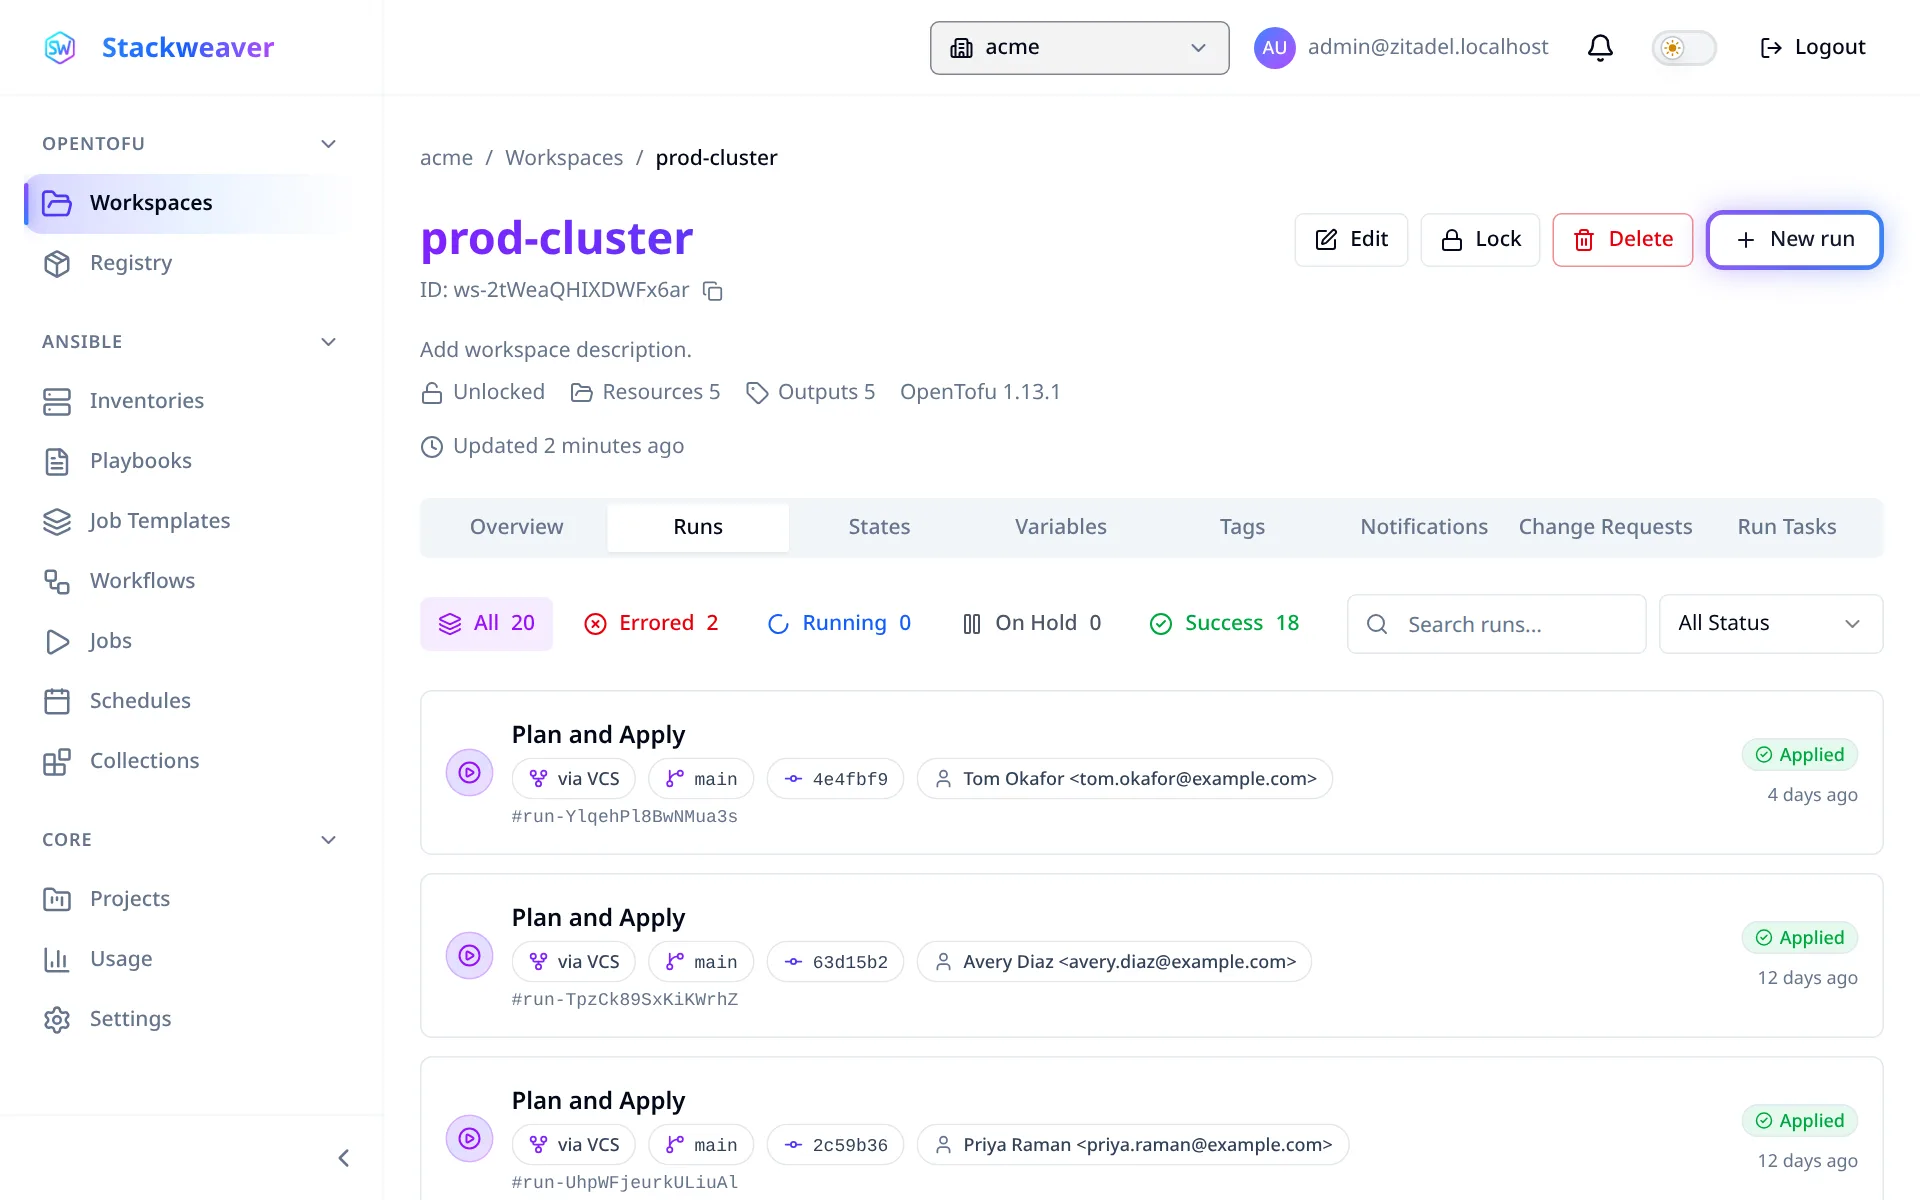 SW Stackweaver
acme
AU admin@zitadel.localhost
Logout
OPENTOFU
Workspaces
Registry
ANSIBLE
Inventories
Playbooks
Job Templates
Workflows
Jobs
Schedules
Collections
CORE
Projects
Usage
Settings
acme / Workspaces / prod-cluster
prod-cluster
Edit
Lock
Delete
New run
ID: ws-2tWeaQHIXDWFx6ar
Add workspace description.
Unlocked Resources 5 Outputs 5 OpenTofu 1.13.1
Updated 2 minutes ago
Overview Runs States Variables Tags Notifications Change Requests Run Tasks
All 20 Errored 2 Running 0 On Hold 0 Success 18 Search runs... All Status
Plan and Apply
via VCS main 4e4fbf9 Tom Okafor <tom.okafor@example.com>
#run-YlqehPl8BwNMua3s
Applied
4 days ago
Plan and Apply
via VCS main 63d15b2 Avery Diaz <avery.diaz@example.com>
#run-TpzCk89SxKiKWrhZ
Applied
12 days ago
Plan and Apply
via VCS main 2c59b36 Priya Raman <priya.raman@example.com>
#run-UhpWFjeurkULiuAl
Applied
12 days ago